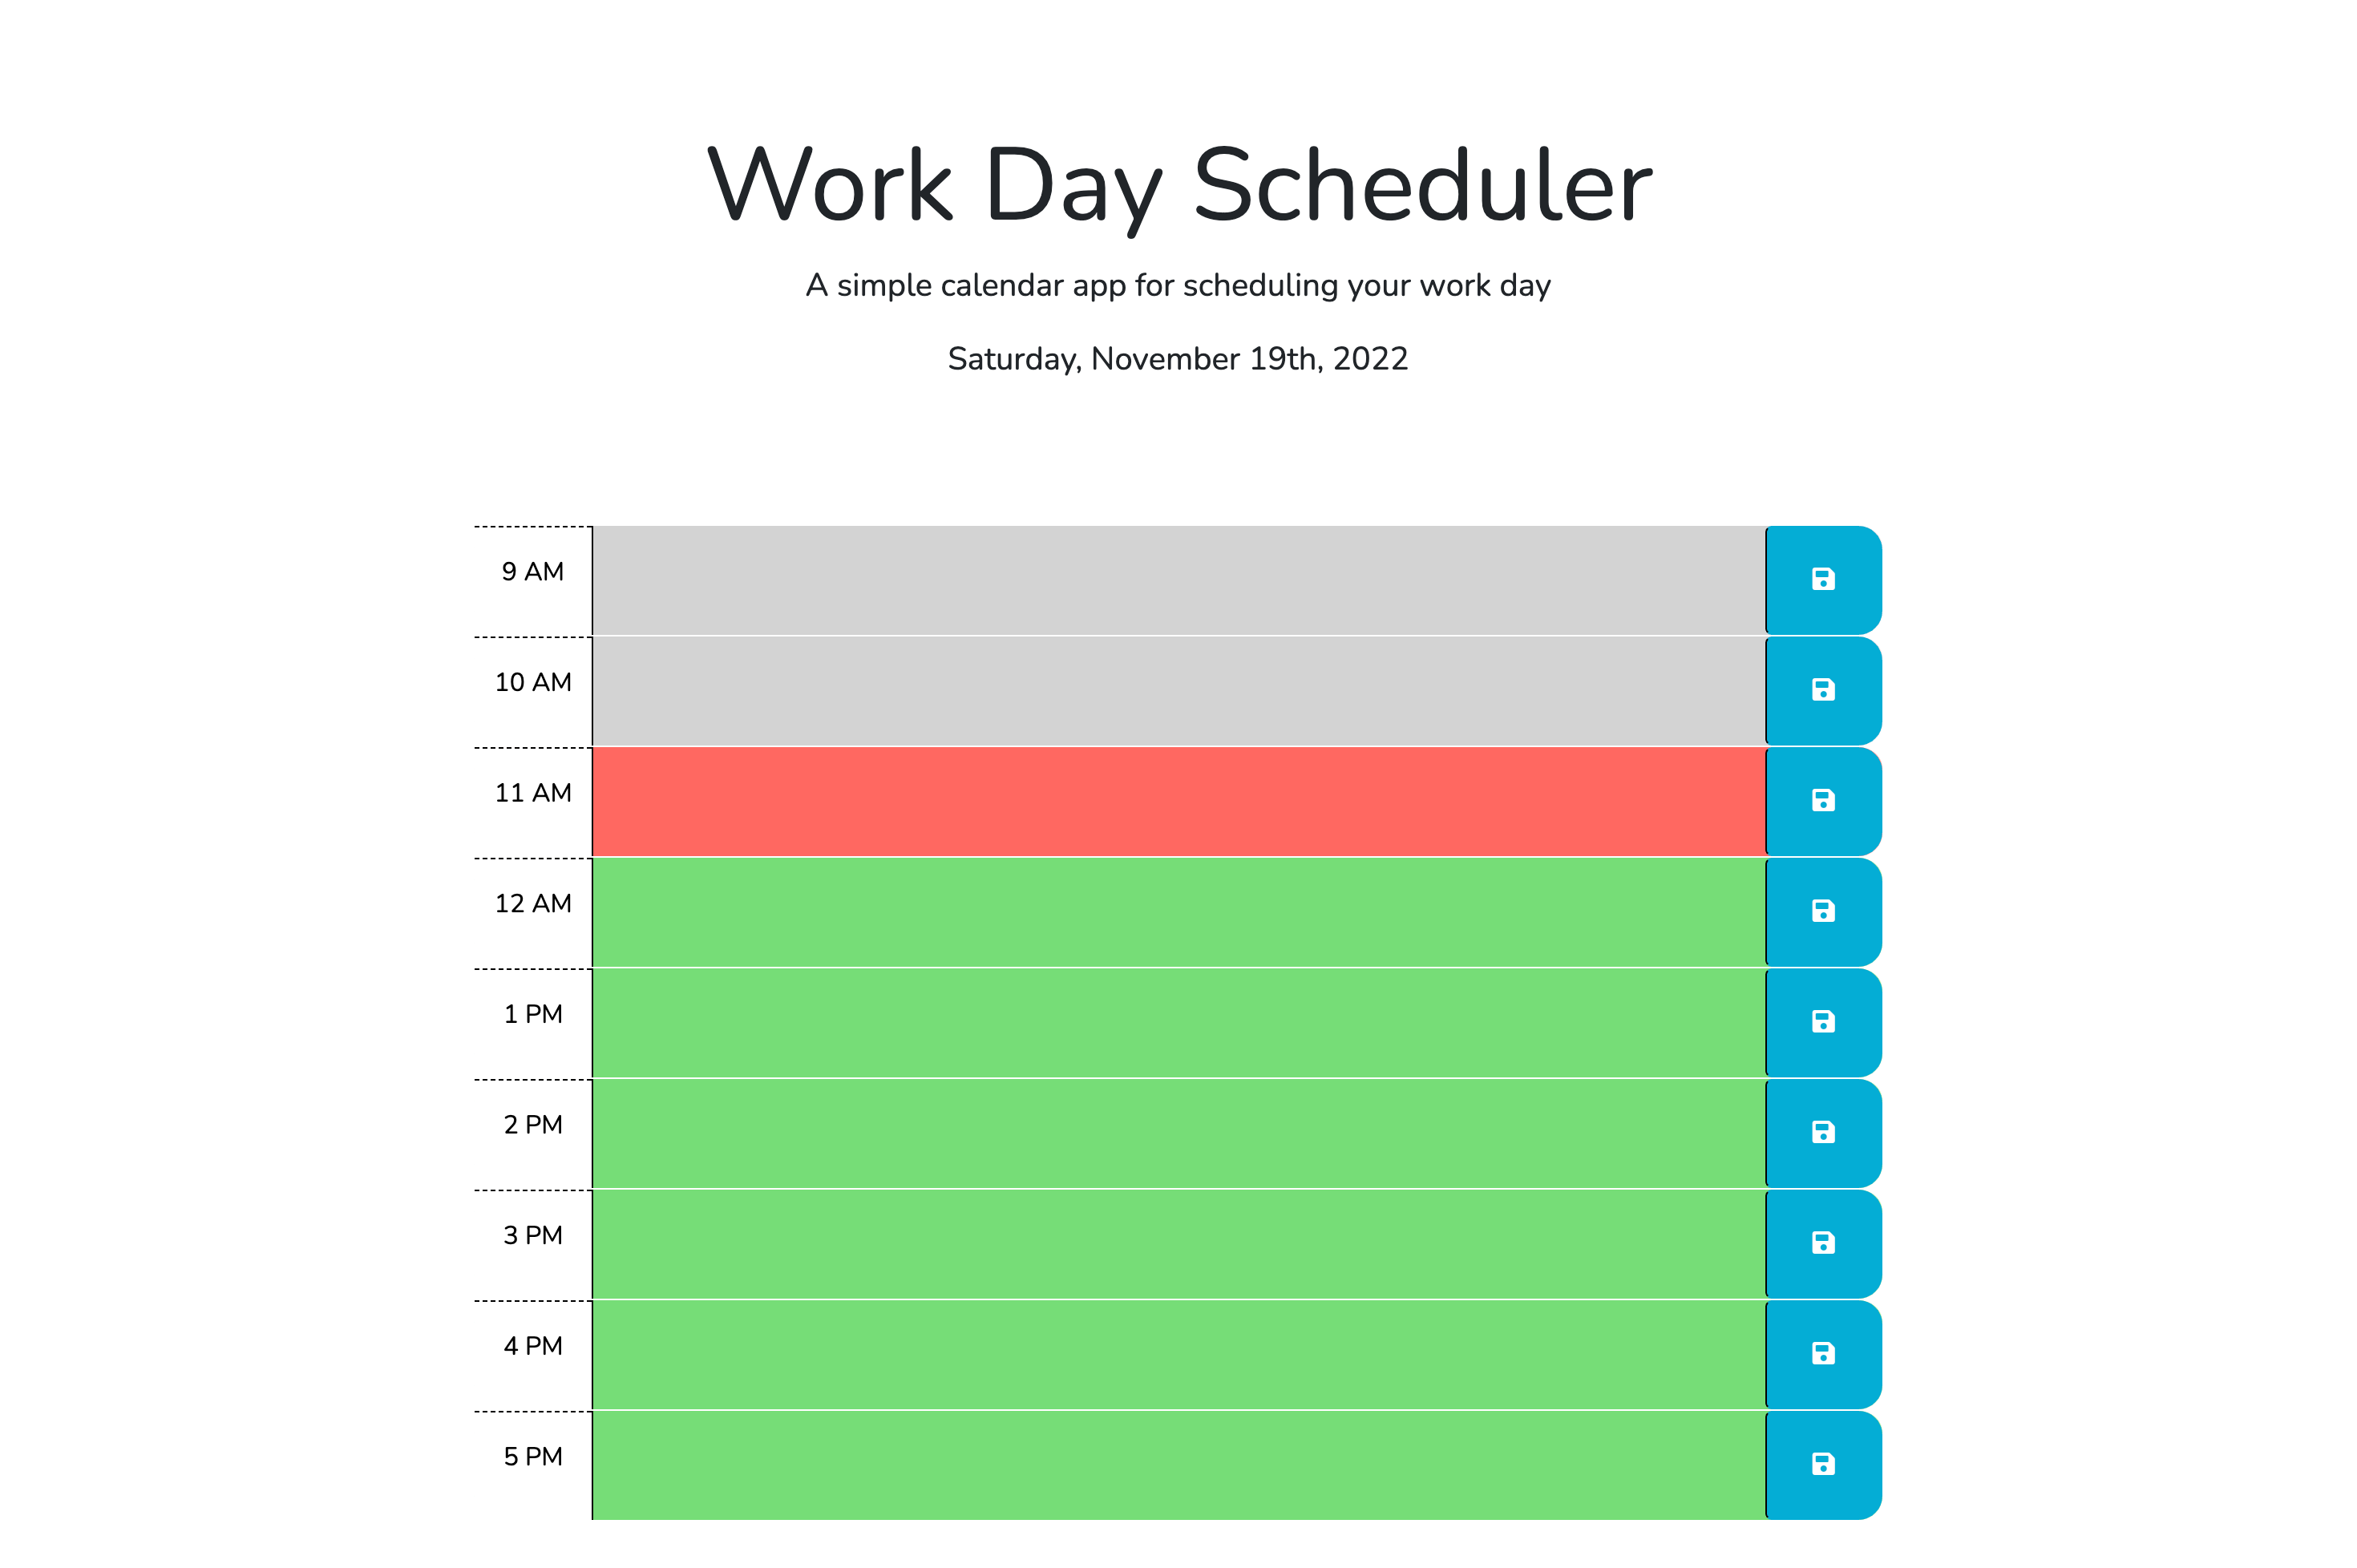 Work Day Scheduler
A simple calendar app for scheduling your work day
Saturday, November 19th, 2022
9 AM
10 AM
11 AM
12 AM
1 PM
2 PM
3 PM
4 PM
5 PM